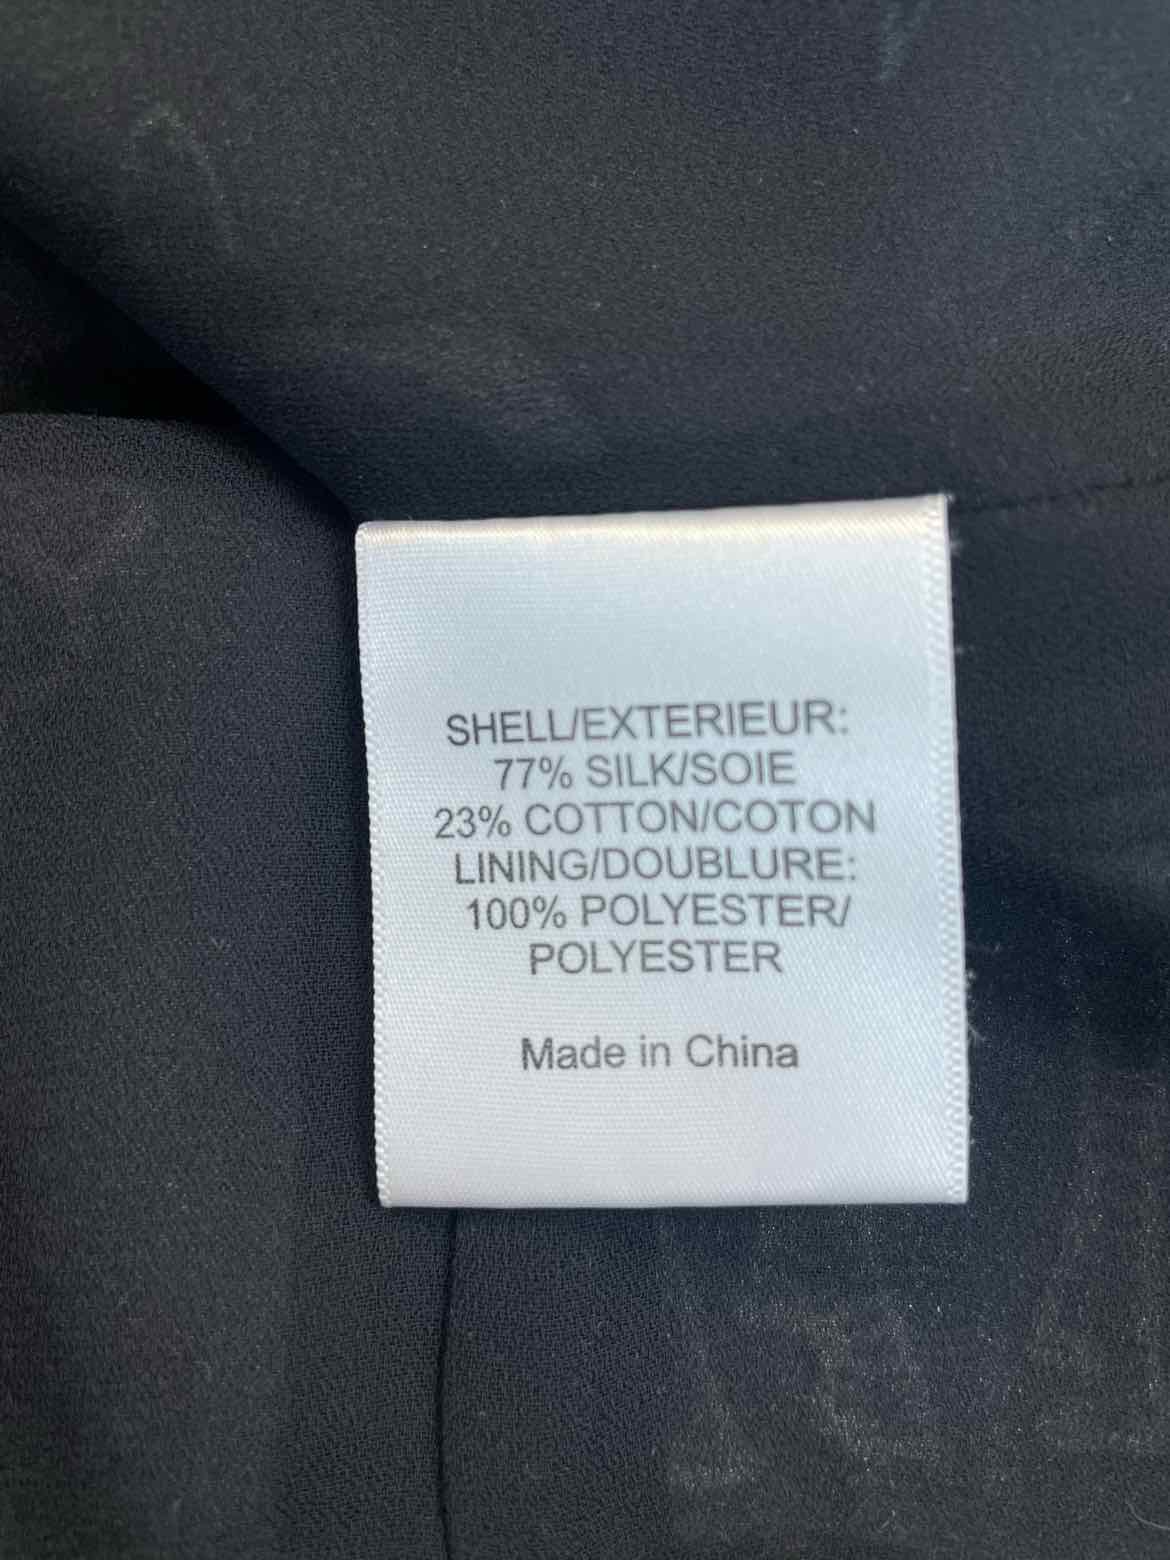 SHELL/EXTERIEUR:
77% SILK/SOIE
23% COTTON/COTON
LINING/DOUBLURE:
100% POLYESTER/
POLYESTER
Made in China